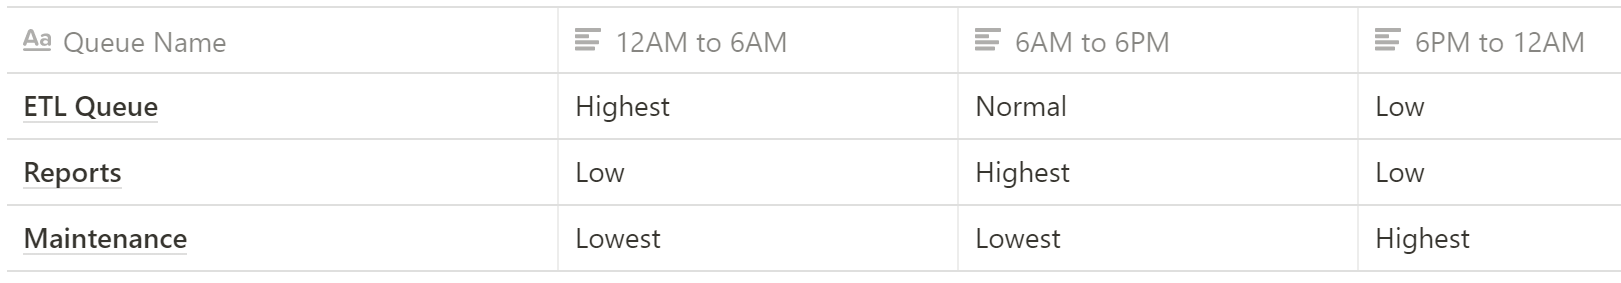 Aa Queue Name 12AM to 6AM 6AM to 6PM 6PM to 12AM
ETL Queue Highest Normal Low
Reports Low Highest Low
Maintenance Lowest Lowest Highest